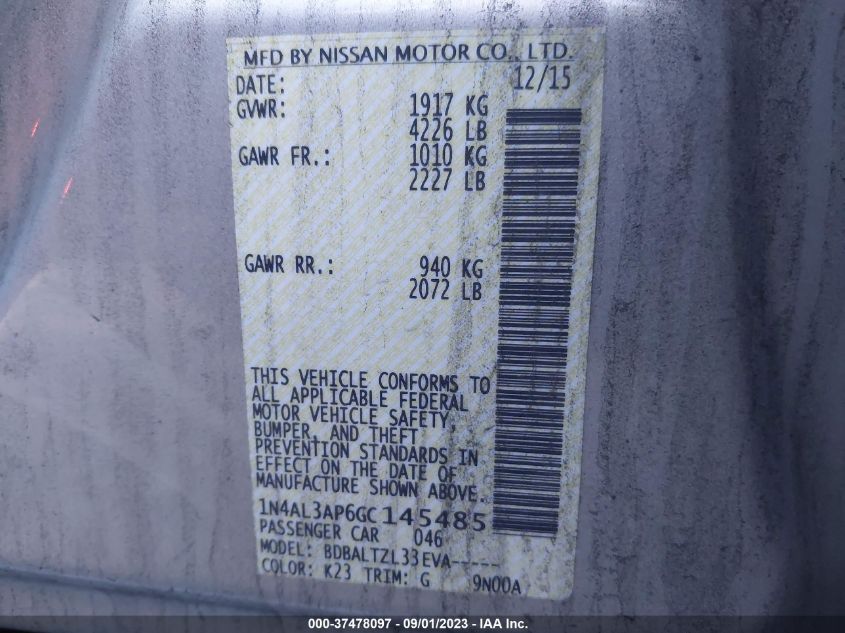 MFD BY NISSAN MOTOR CO., LTD.
DATE: 12/15
GVWR: 1917 KG
4226 LB
GAWR FR.: 1010 KG
2227 LB
GAWR RR.: 940 KG
2072 LB
THIS VEHICLE CONFORMS TO
ALL APPLICABLE FEDERAL
MOTOR VEHICLE SAFETY,
BUMPER, AND THEFT
PREVENTION STANDARDS IN
EFFECT ON THE DATE OF
MANUFACTURE SHOWN ABOVE.
1N4AL3AP6GC145485
PASSENGER CAR 046
MODEL: BDBALTZL33EVA-----
COLOR: K23 TRIM: G 9N00A
000-37478097 - 09/01/2023 - IAA Inc.